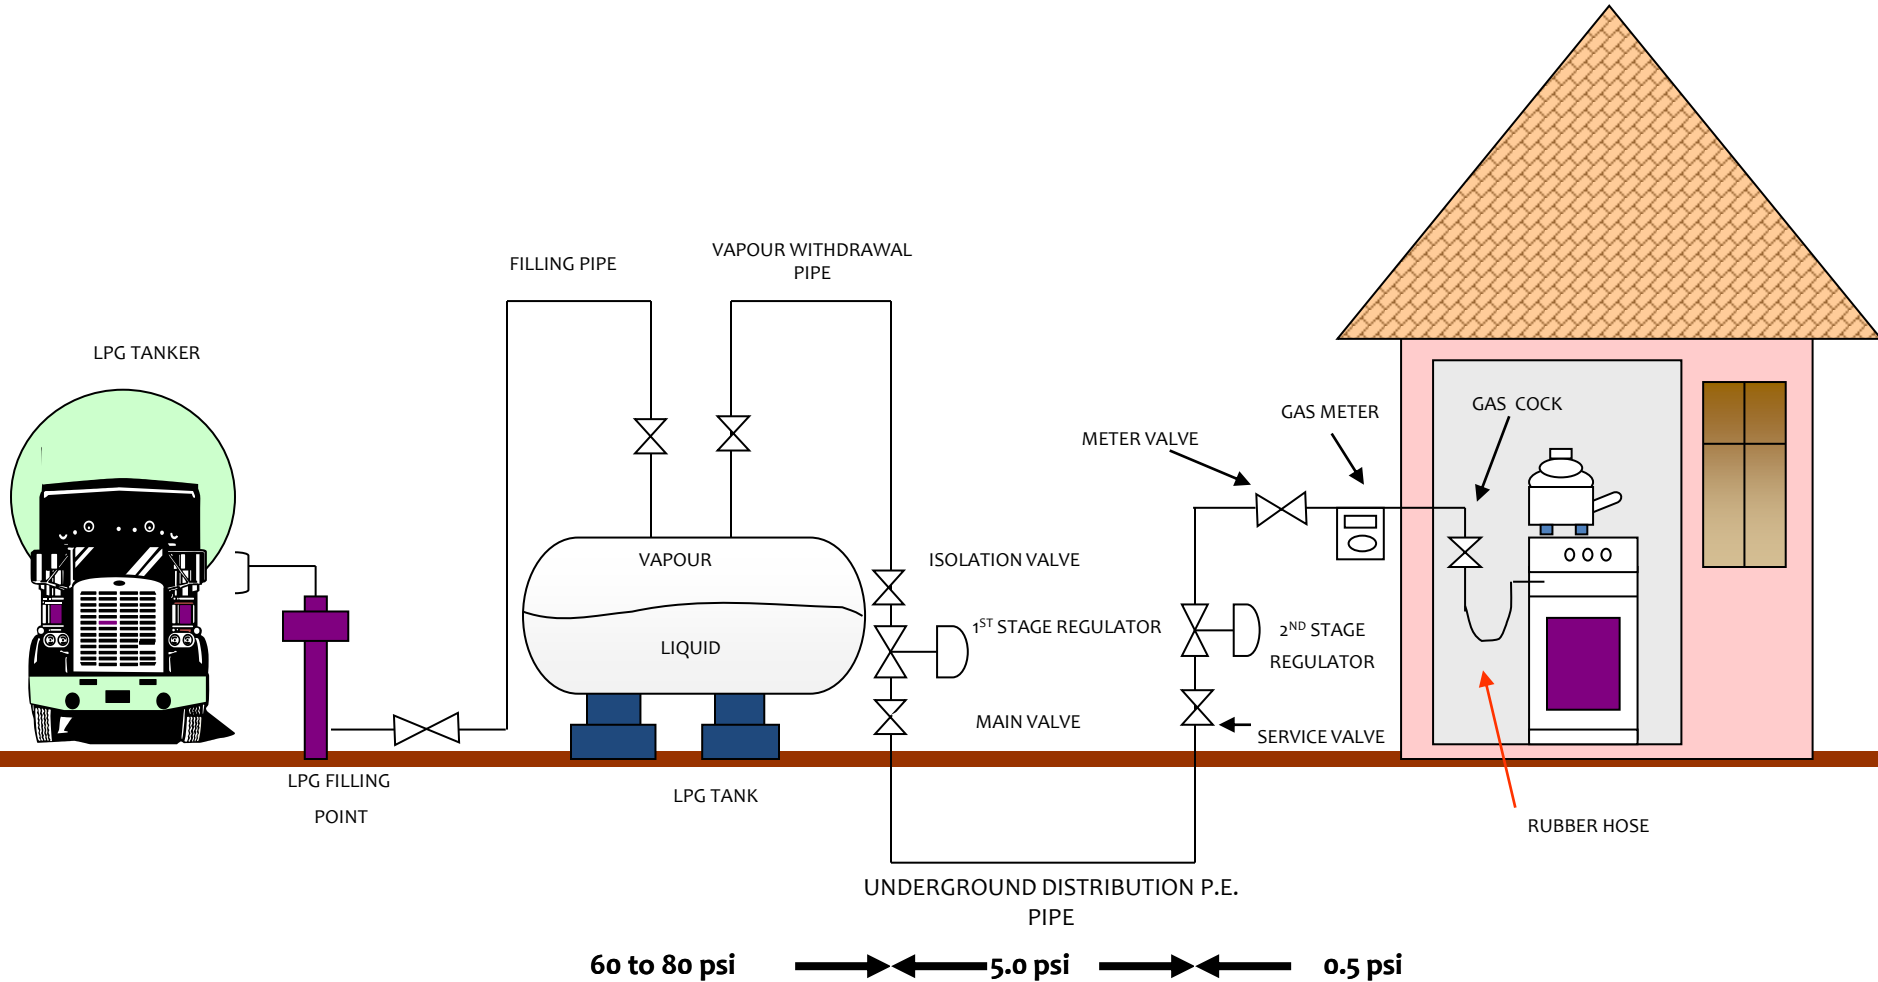 VAPOUR WITHDRAWAL
PIPE
FILLING PIPE
LPG TANKER
GAS METER
GAS COCK
METER VALVE
VAPOUR
ISOLATION VALVE
1ST STAGE REGULATOR
2ND STAGE
REGULATOR
LIQUID
MAIN VALVE
SERVICE VALVE
LPG FILLING
POINT
LPG TANK
RUBBER HOSE
UNDERGROUND DISTRIBUTION P.E.
PIPE
60 to 80 psi
5.0 psi
0.5 psi